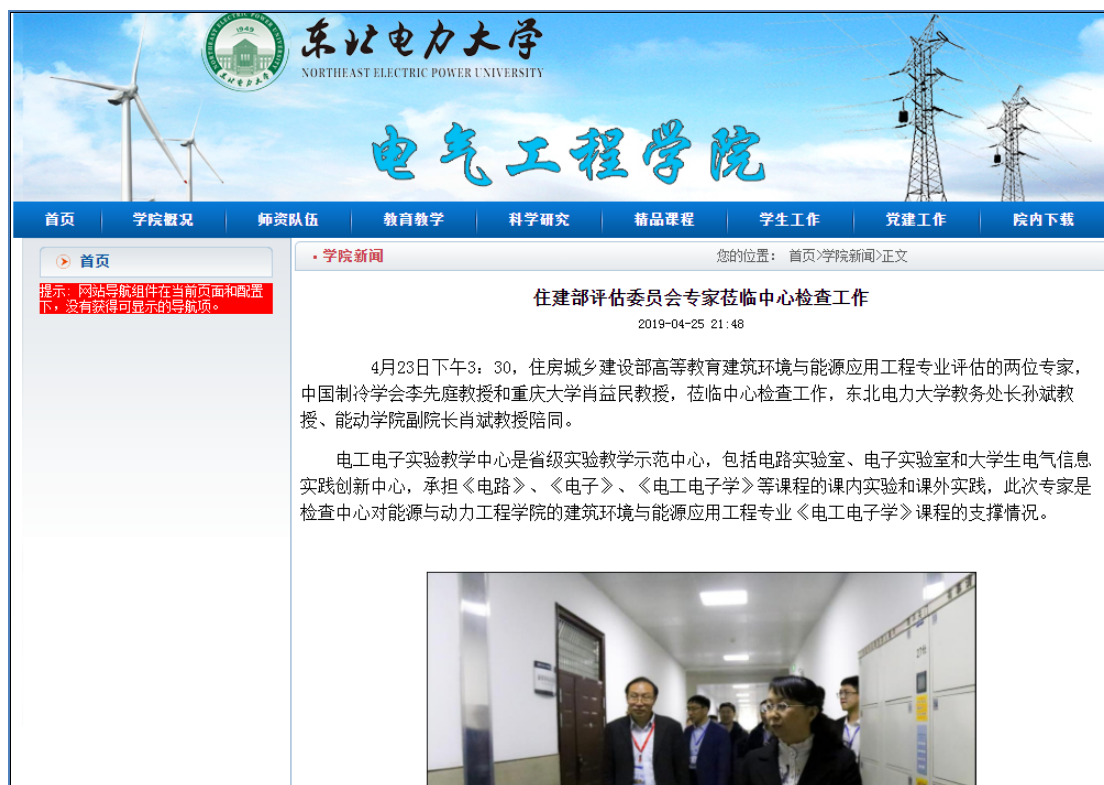 1949
NORTHEAST ELECTRIC POWER UNIVERSITY
东北电力大学
东北电力大学
NORTHEAST ELECTRIC POWER UNIVERSITY
电气工程学院
首页 学院概况 师资队伍 教育教学 科学研究 精品课程 学生工作 党建工作 院内下载
首页
提示：网站导航组件在当前页面和配置
下，没有获得可显示的导航项。
·学院新闻 您的位置： 首页>学院新闻>正文
住建部评估委员会专家莅临中心检查工作
2019-04-25 21:48
4月23日下午3：30，住房城乡建设部高等教育建筑环境与能源应用工程专业评估的两位专家，
中国制冷学会李先庭教授和重庆大学肖益民教授，莅临中心检查工作，东北电力大学教务处长孙斌教
授、能动学院副院长肖斌教授陪同。
电工电子实验教学中心是省级实验教学示范中心，包括电路实验室、电子实验室和大学生电气信息
实践创新中心，承担《电路》、《电子》、《电工电子学》等课程的课内实验和课外实践，此次专家是
检查中心对能源与动力工程学院的建筑环境与能源应用工程专业《电工电子学》课程的支撑情况。